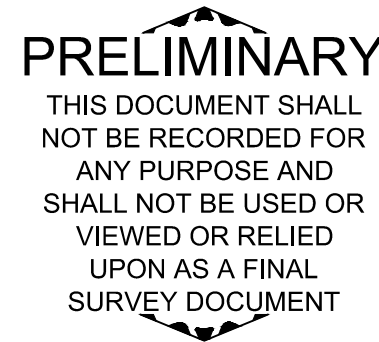 PRELIMINARY
THIS DOCUMENT SHALL
NOT BE RECORDED FOR
ANY PURPOSE AND
SHALL NOT BE USED OR
VIEWED OR RELIED
UPON AS A FINAL
SURVEY DOCUMENT